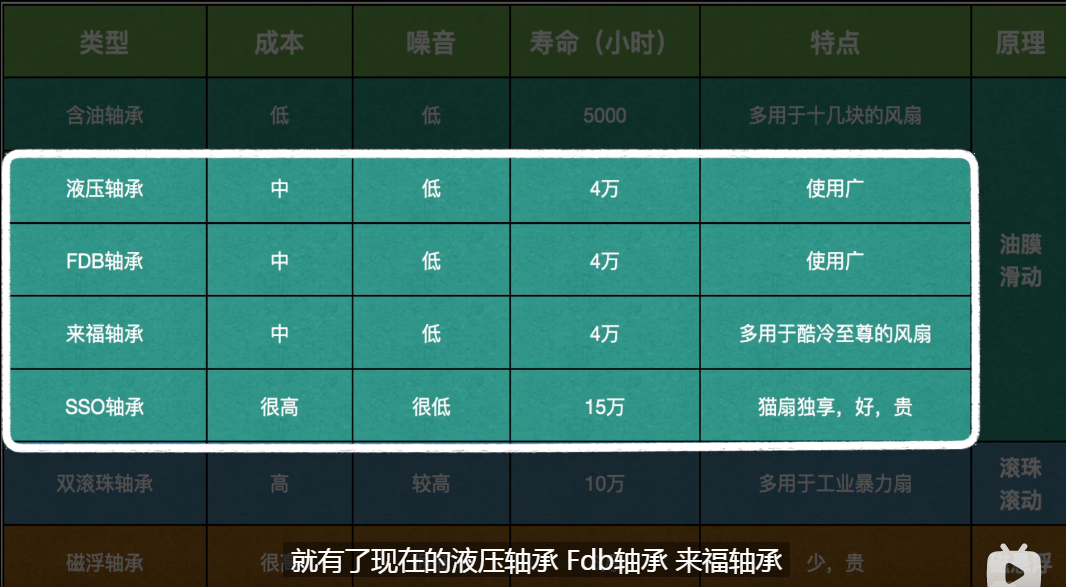 类型 成本 噪音 寿命（小时） 特点 原理
含油轴承 低 低 5000 多用于十几块的风扇
液压轴承 中 低 4万 使用广
FDB轴承 中 低 4万 使用广
油膜
滑动
来福轴承 中 低 4万 多用于酷冷至尊的风扇
SSO轴承 很高 很低 15万 猫扇独享，好，贵
双滚珠轴承 高 较高 10万 多用于工业暴力扇
滚珠
滚动
磁浮轴承 很高 少，贵
就有了现在的液压轴承 Fdb轴承 来福轴承